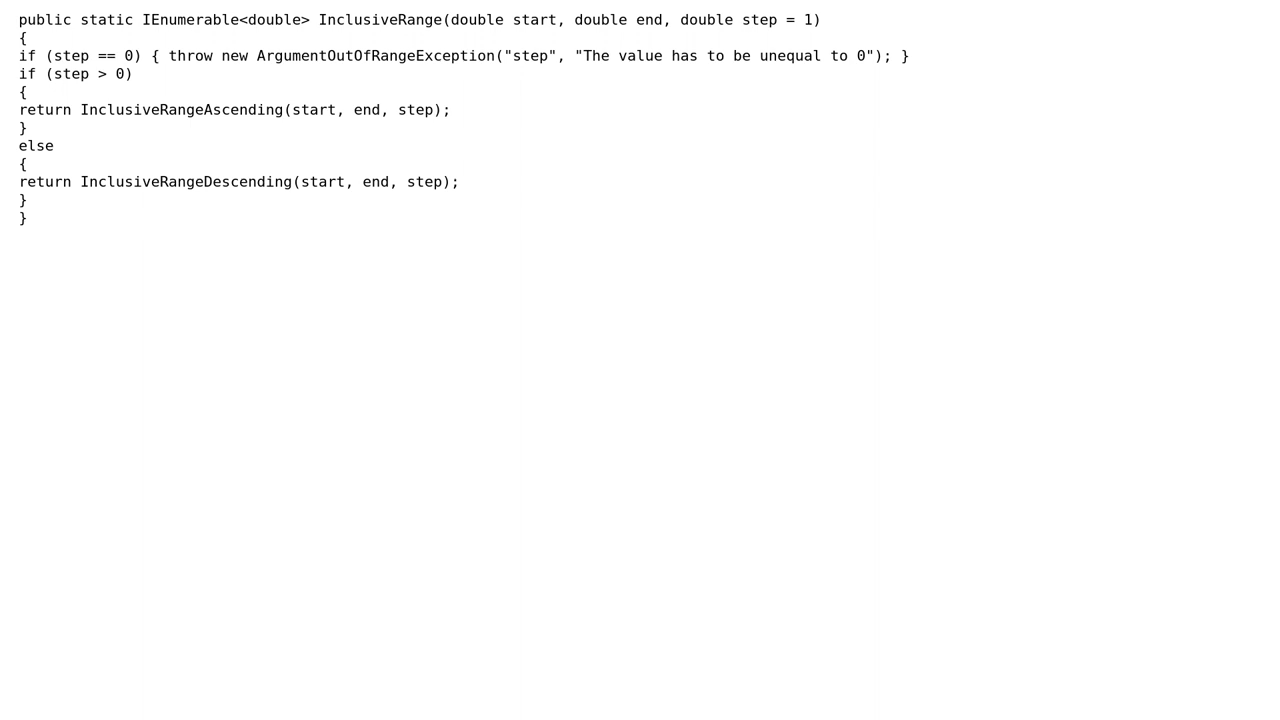 public static IEnumerable<double> InclusiveRange(double start, double end, double step = 1)
{
if (step == 0) { throw new ArgumentOutOfRangeException("step", "The value has to be unequal to 0"); }
if (step > 0)
{
return InclusiveRangeAscending(start, end, step);
}
else
{
return InclusiveRangeDescending(start, end, step);
}
}